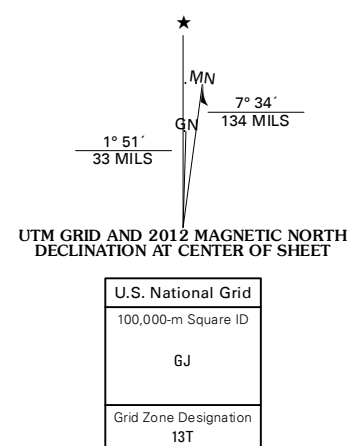 MN
7° 34´
134 MILS
GN
1° 51´
33 MILS
UTM GRID AND 2012 MAGNETIC NORTH
DECLINATION AT CENTER OF SHEET
U.S. National Grid
100,000-m Square ID
GJ
Grid Zone Designation
13T